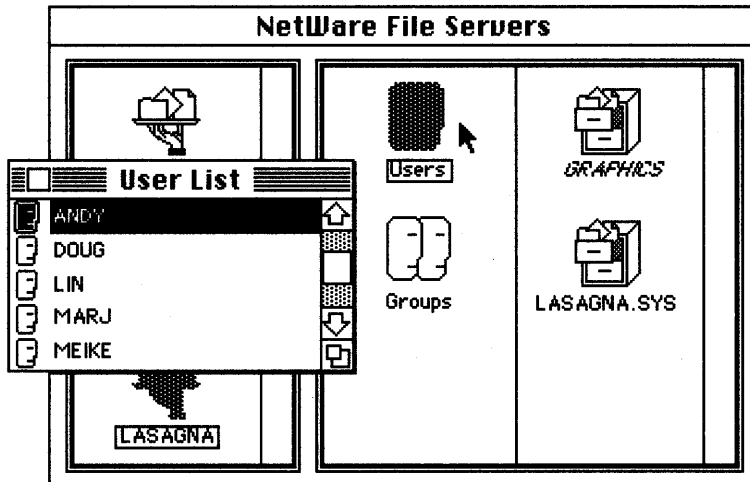 NetWare File Servers
Users
GRAPHICS
User List
ANDY
DOUG
LIN
MARJ
MEIKE
Groups
LASAGNA.SYS
LASAGNA